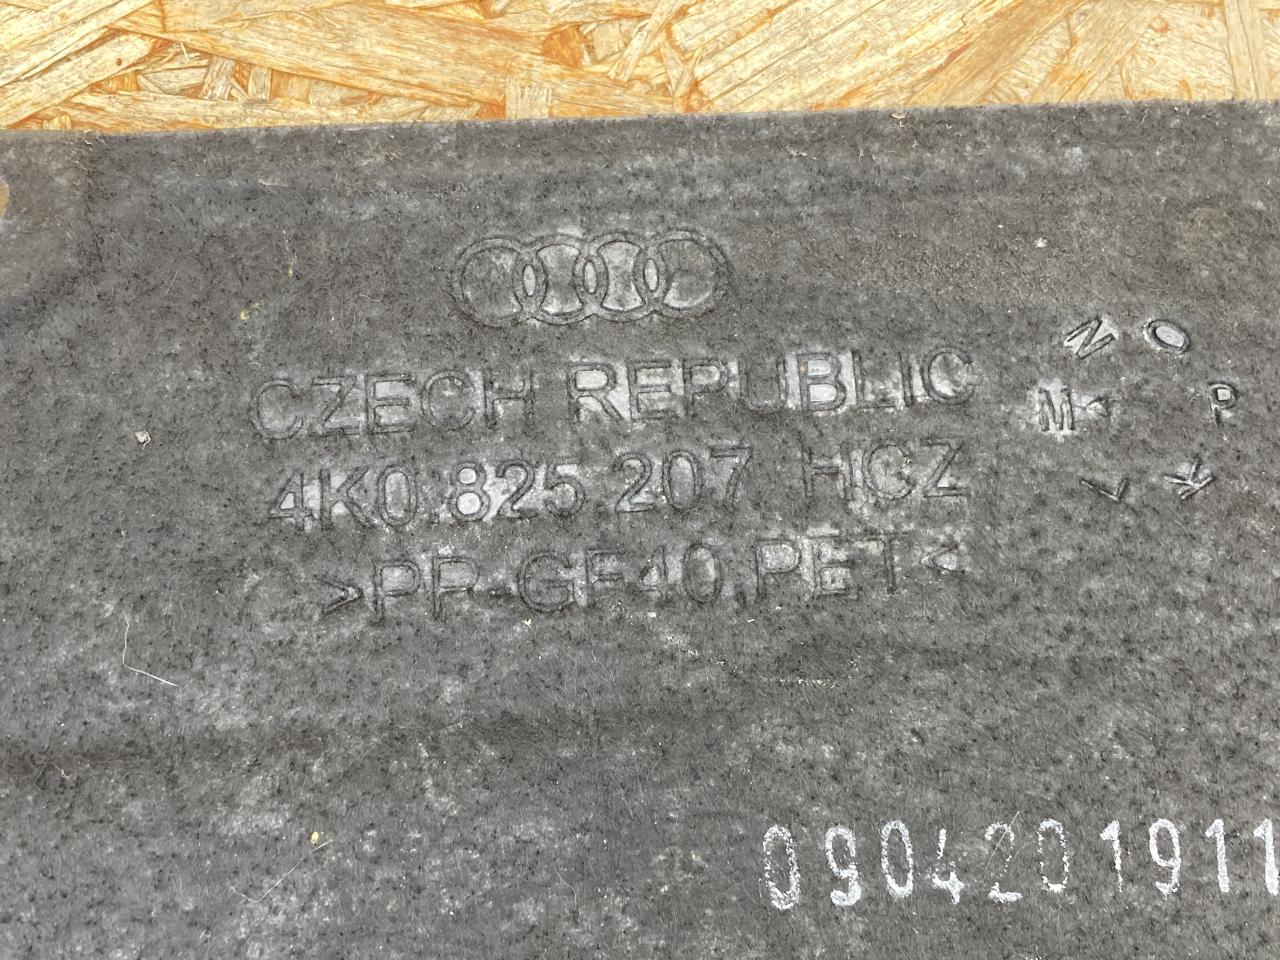 CZECH REPUBLIC
4K0.825.207 HCZ
>PP-GF40,PET<
N O
M P
L K
0904201911